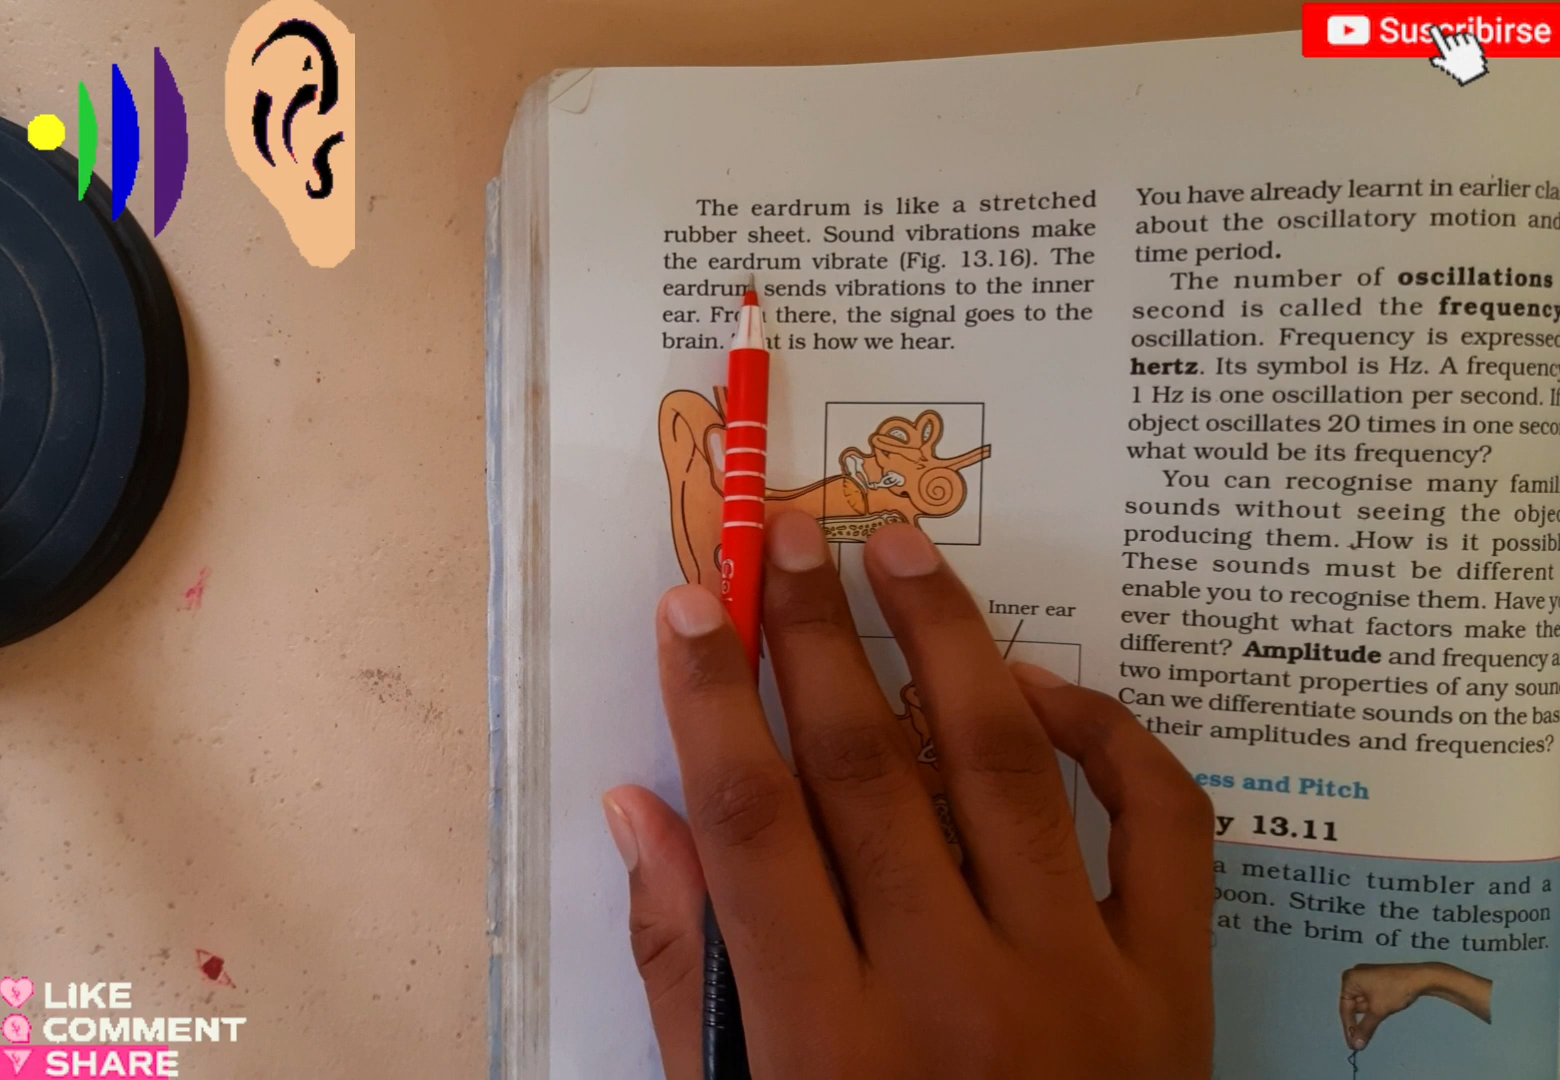 Suscribirse
The eardrum is like a stretched
rubber sheet. Sound vibrations make
the eardrum vibrate (Fig. 13.16). The
eardrum sends vibrations to the inner
ear. From there, the signal goes to the
brain. is how we hear.
Inner ear
You have already learnt in earlier cla
about the oscillatory motion and
time period.
The number of oscillations
second is called the frequency
oscillation. Frequency is expressed
hertz. Its symbol is Hz. A frequenc
1 Hz is one oscillation per second. If
object oscillates 20 times in one seco
what would be its frequency?
You can recognise many famil
sounds without seeing the objec
producing them. How is it possibl
These sounds must be different
enable you to recognise them. Have y
ever thought what factors make the
different? Amplitude and frequency a
two important properties of any soun
Can we differentiate sounds on the bas
their amplitudes and frequencies?
ess and Pitch
y 13.11
a metallic tumbler and a
poon. Strike the tablespoon
at the brim of the tumbler.
LIKE
COMMENT
SHARE